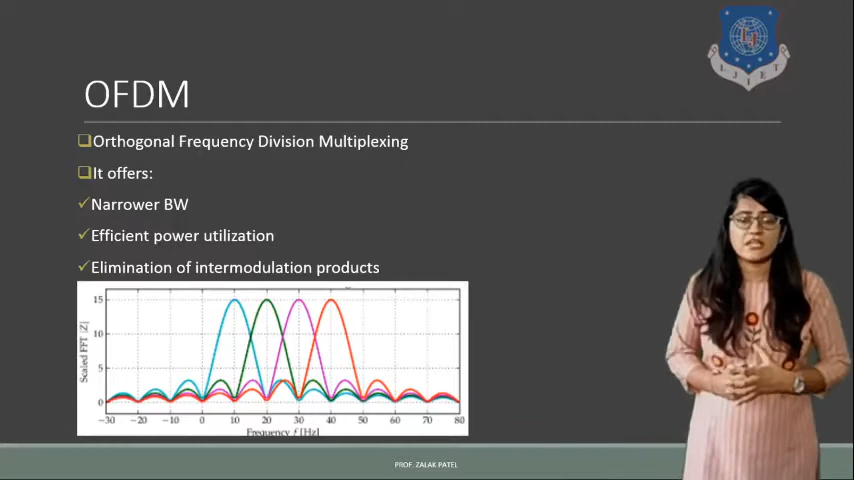 LJIET
OFDM
❑Orthogonal Frequency Division Multiplexing
❑It offers:
✓Narrower BW
✓Efficient power utilization
✓Elimination of intermodulation products
Scaled FFT |Z|
15
10
5
0
−30 −20 −10 0 10 20 30 40 50 60 70 80
Frequency f [Hz]
PROF. ZALAK PATEL